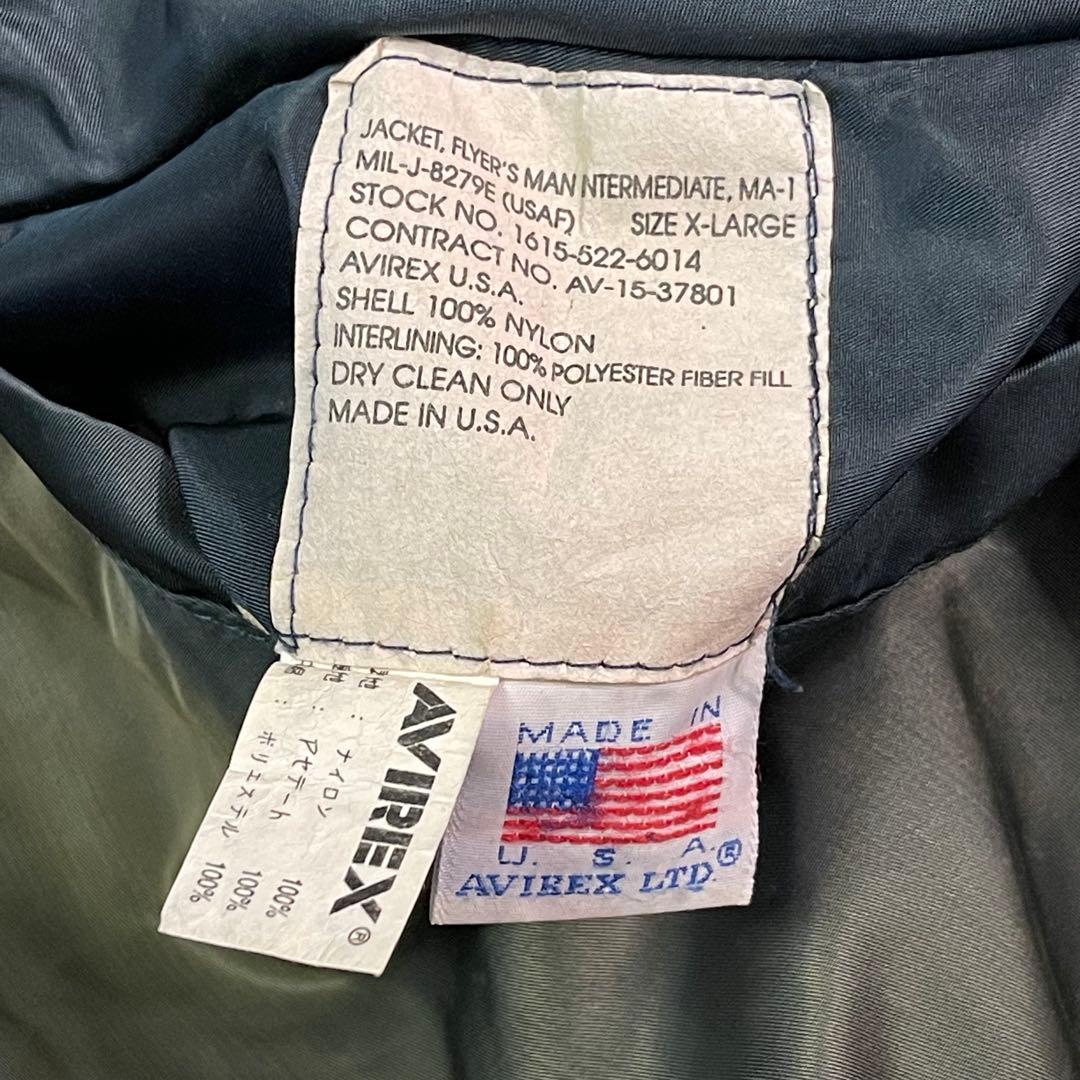 JACKET, FLYER'S MAN NTERMEDIATE, MA-1
MIL-J-8279E (USAF) SIZE X-LARGE
STOCK NO. 1615-522-6014
CONTRACT NO. AV-15-37801
AVIREX U.S.A.
SHELL 100% NYLON
INTERLINING: 100% POLYESTER FIBER FILL
DRY CLEAN ONLY
MADE IN U.S.A.
AVIREX®
: ナイロン 100%
: アセテート 100%
: ポリエステル 100%
MADE IN
U. S. A.
AVIREX LTD.®